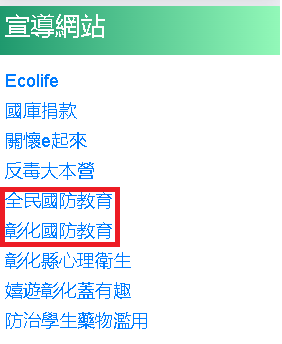 宣導網站
Ecolife
國庫捐款
關懷e起來
反毒大本營
全民國防教育
彰化國防教育
彰化縣心理衛生
嬉遊彰化蓋有趣
防治學生藥物濫用